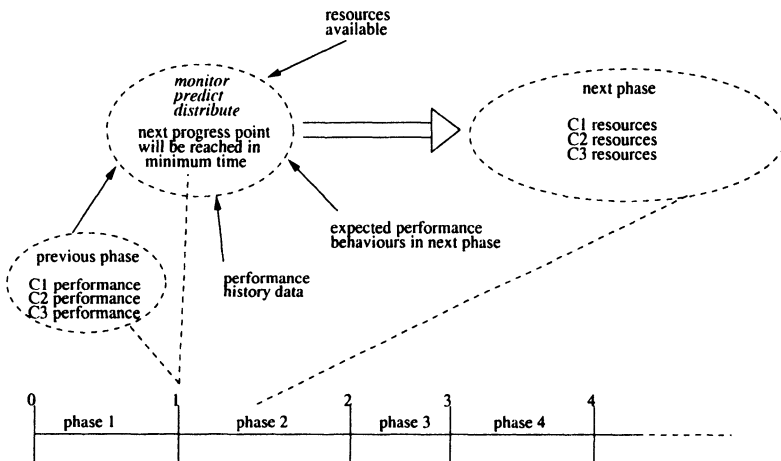 resources
available
monitor
predict
distribute
next progress point
will be reached in
minimum time
next phase
C1 resources
C2 resources
C3 resources
expected performance
behaviours in next phase
previous phase
C1 performance
C2 performance
C3 performance
performance
history data
0 1 2 3 4
phase 1 phase 2 phase 3 phase 4